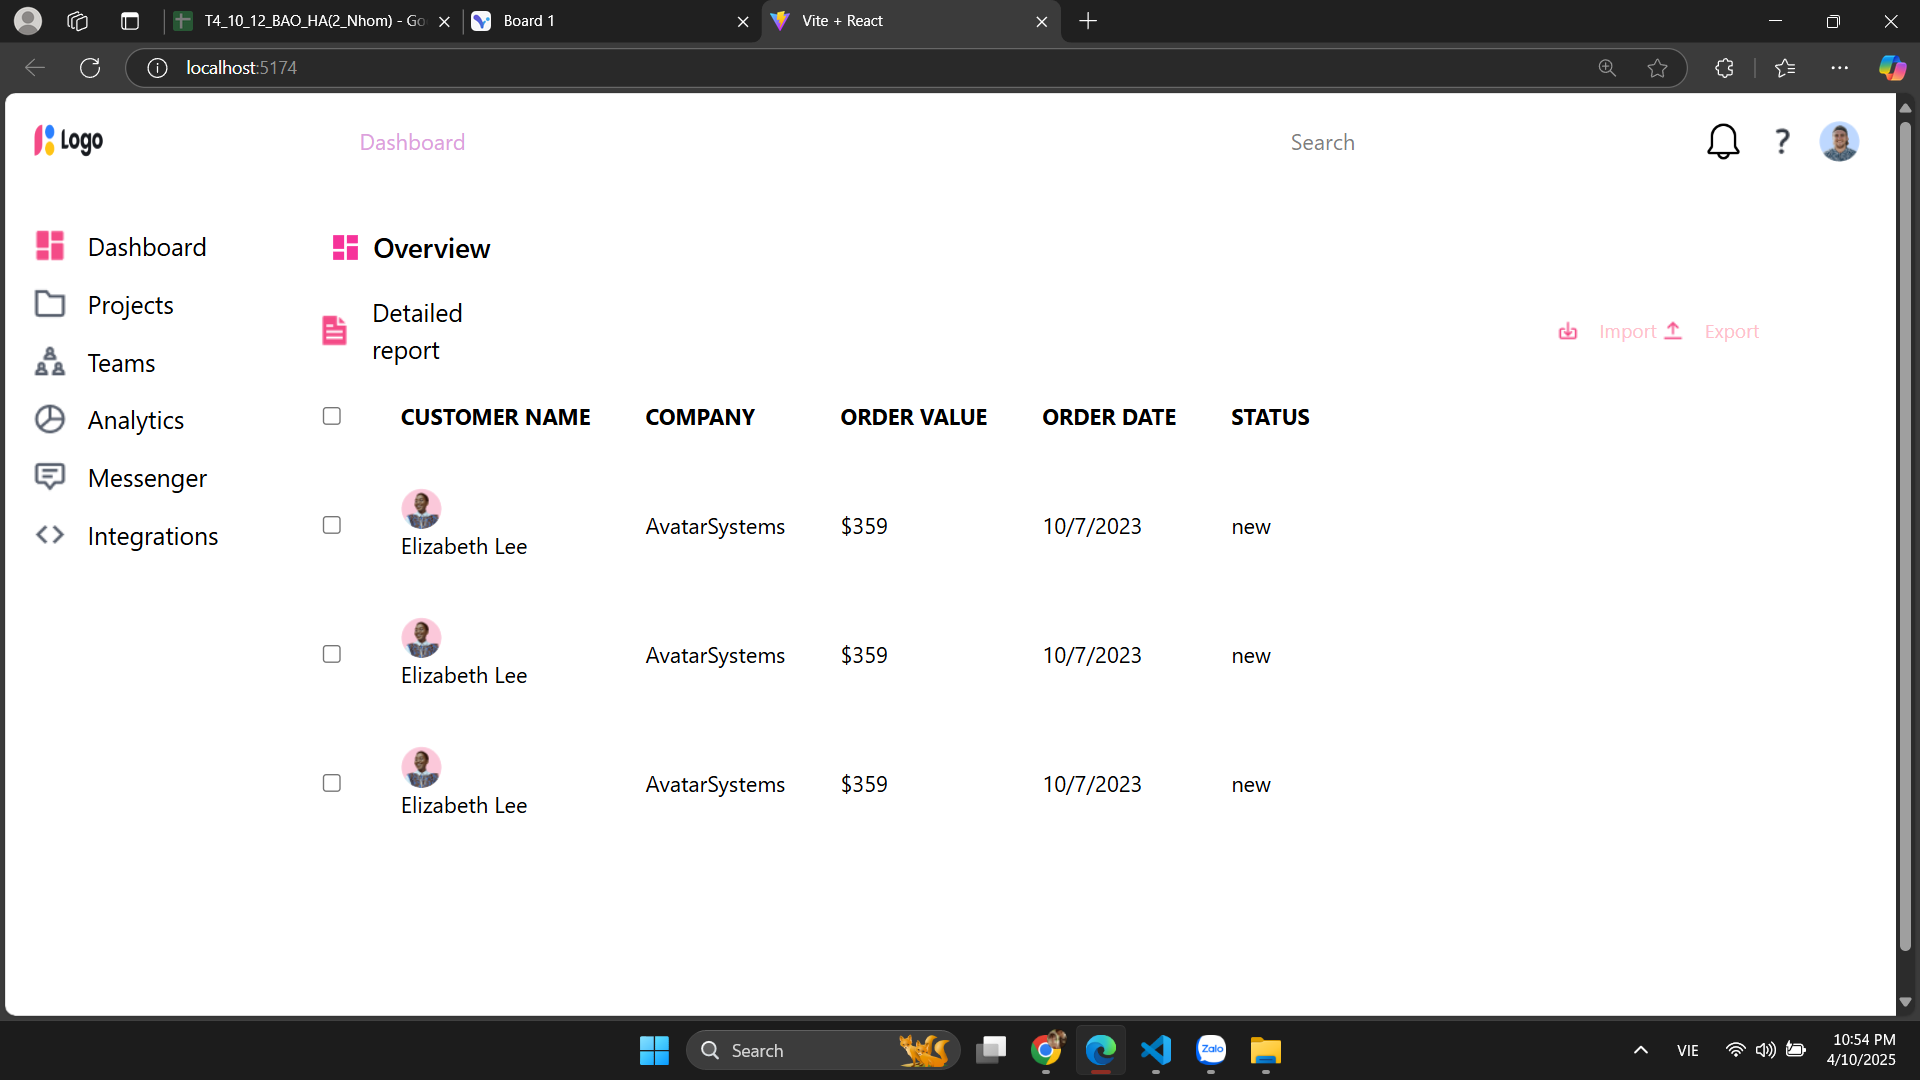 T4_10_12_BAO_HA(2_Nhom) - Go
Board 1
Vite + React
localhost:5174
Logo
Dashboard
Search
Dashboard
Projects
Teams
Analytics
Messenger
Integrations
Overview
Detailed
report
Import
Export
CUSTOMER NAME COMPANY ORDER VALUE ORDER DATE STATUS
Elizabeth Lee AvatarSystems $359 10/7/2023 new
Elizabeth Lee AvatarSystems $359 10/7/2023 new
Elizabeth Lee AvatarSystems $359 10/7/2023 new
Search
Zalo
VIE
10:54 PM
4/10/2025